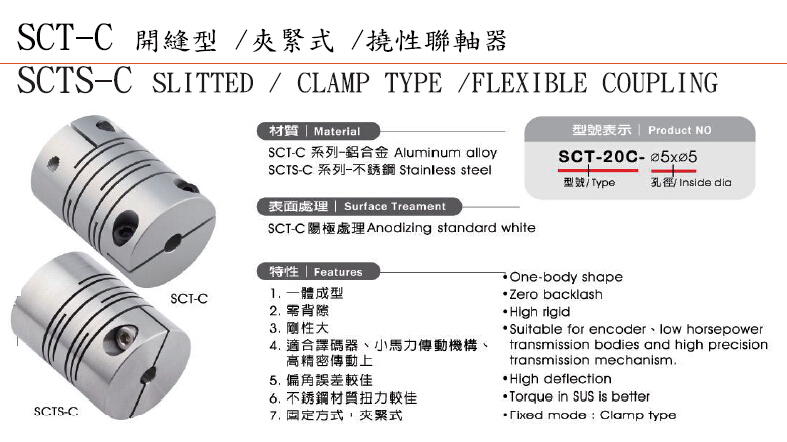 SCT-C 開縫型 /夾緊式 /撓性聯軸器
SCTS-C SLITTED / CLAMP TYPE /FLEXIBLE COUPLING
材質 | Material
SCT-C 系列-鋁合金 Aluminum alloy
SCTS-C 系列-不銹鋼 Stainless steel
型號表示 | Product NO
SCT-20C- ø5xø5
型號/Type 孔徑/Inside dia
表面處理 | Surface Treament
SCT-C陽極處理Anodizing standard white
特性 | Features
1. 一體成型
2. 零背隙
3. 剛性大
4. 適合譯碼器、小馬力傳動機構、
高精密傳動上
5. 偏角誤差較佳
6. 不銹鋼材質扭力較佳
7. 固定方式，夾緊式
•One-body shape
•Zero backlash
•High rigid
•Suitable for encoder、low horsepower
transmission bodies and high precision
transmission mechanism.
•High deflection
•Torque in SUS is better
•Fixed mode : Clamp type
SCT-C
SCTS-C